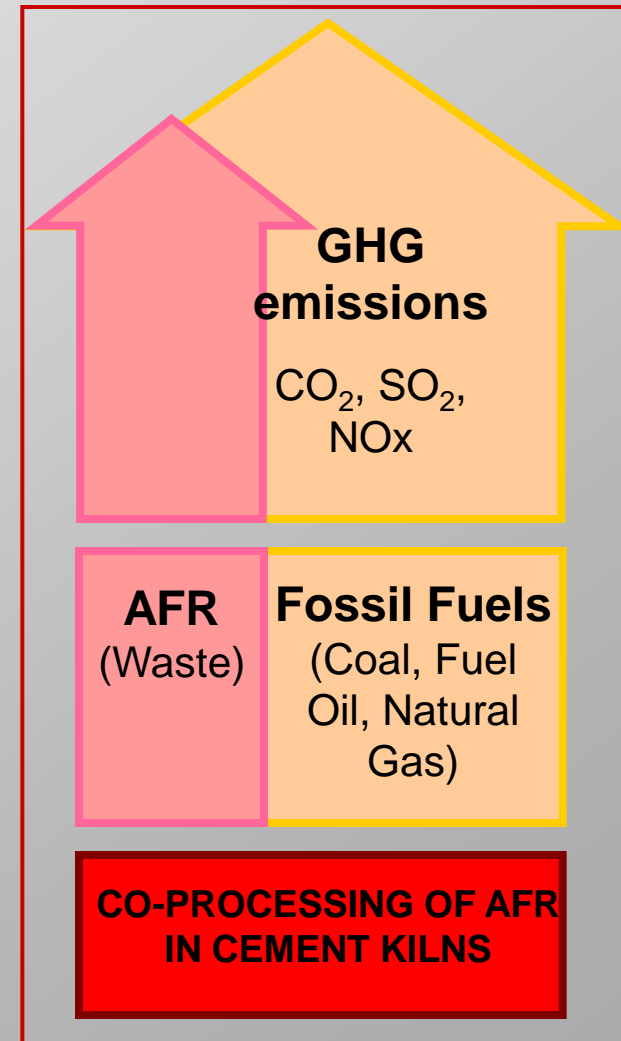 GHG
emissions
CO₂, SO₂,
NOx
AFR
(Waste)
Fossil Fuels
(Coal, Fuel
Oil, Natural
Gas)
CO-PROCESSING OF AFR
IN CEMENT KILNS